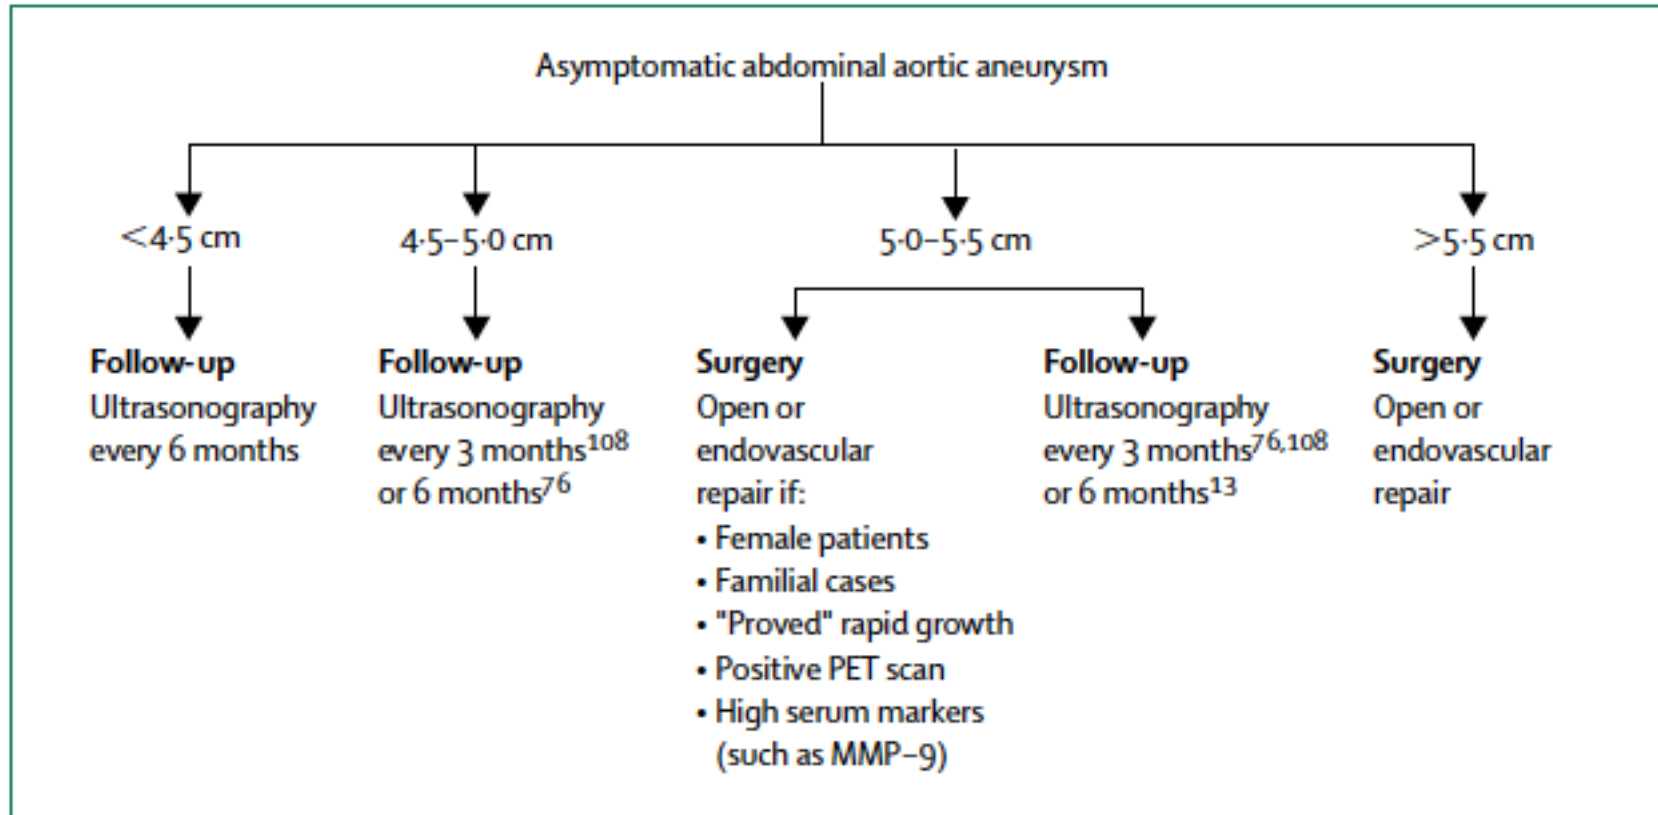 Asymptomatic abdominal aortic aneurysm
<4·5 cm
4·5–5·0 cm
5·0–5·5 cm
>5·5 cm
Follow-up
Ultrasonography
every 6 months
Follow-up
Ultrasonography
every 3 months108
or 6 months76
Surgery
Open or
endovascular
repair if:
• Female patients
• Familial cases
• "Proved" rapid growth
• Positive PET scan
• High serum markers
(such as MMP–9)
Follow-up
Ultrasonography
every 3 months76,108
or 6 months13
Surgery
Open or
endovascular
repair